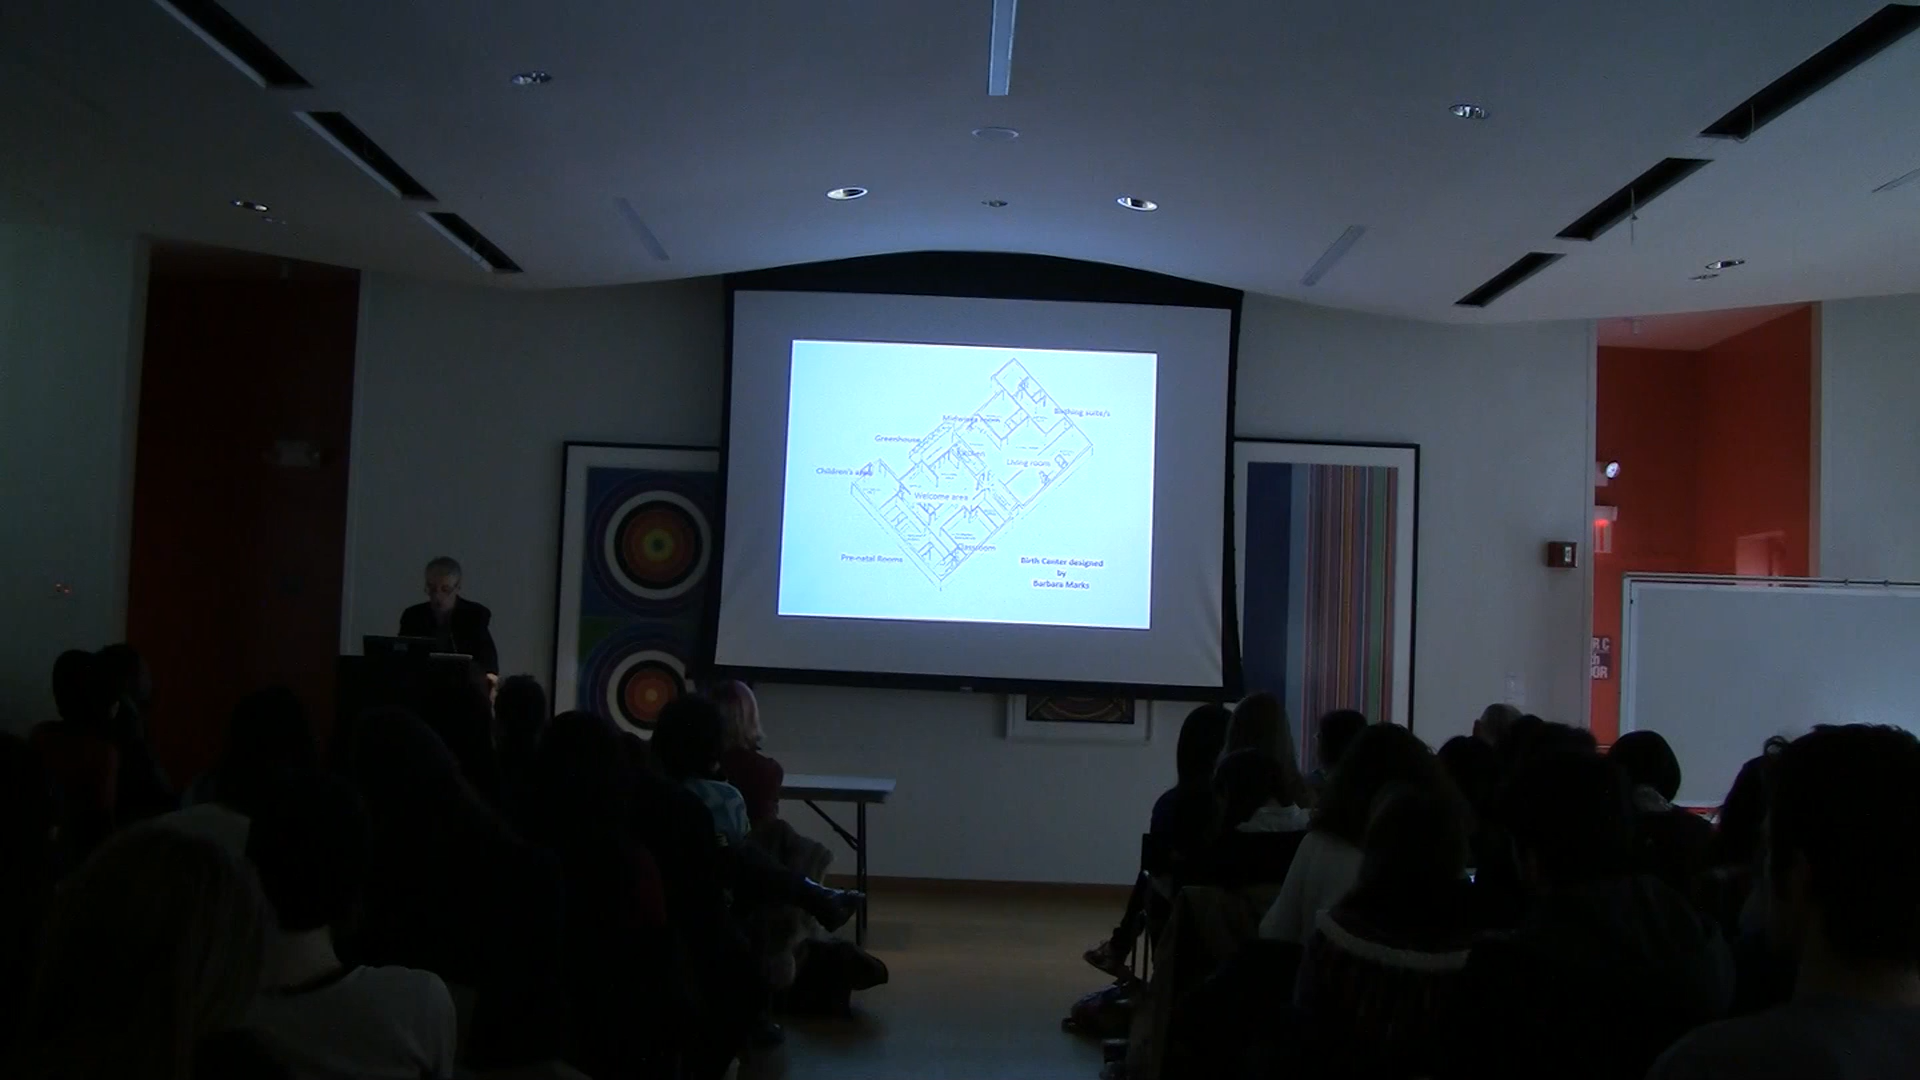 Birthing suite/s
Midwives room
Greenhouse
Kitchen
Living room
Children's area
Welcome area
Classroom
Pre-natal Rooms
Birth Center designed
by
Barbara Marks